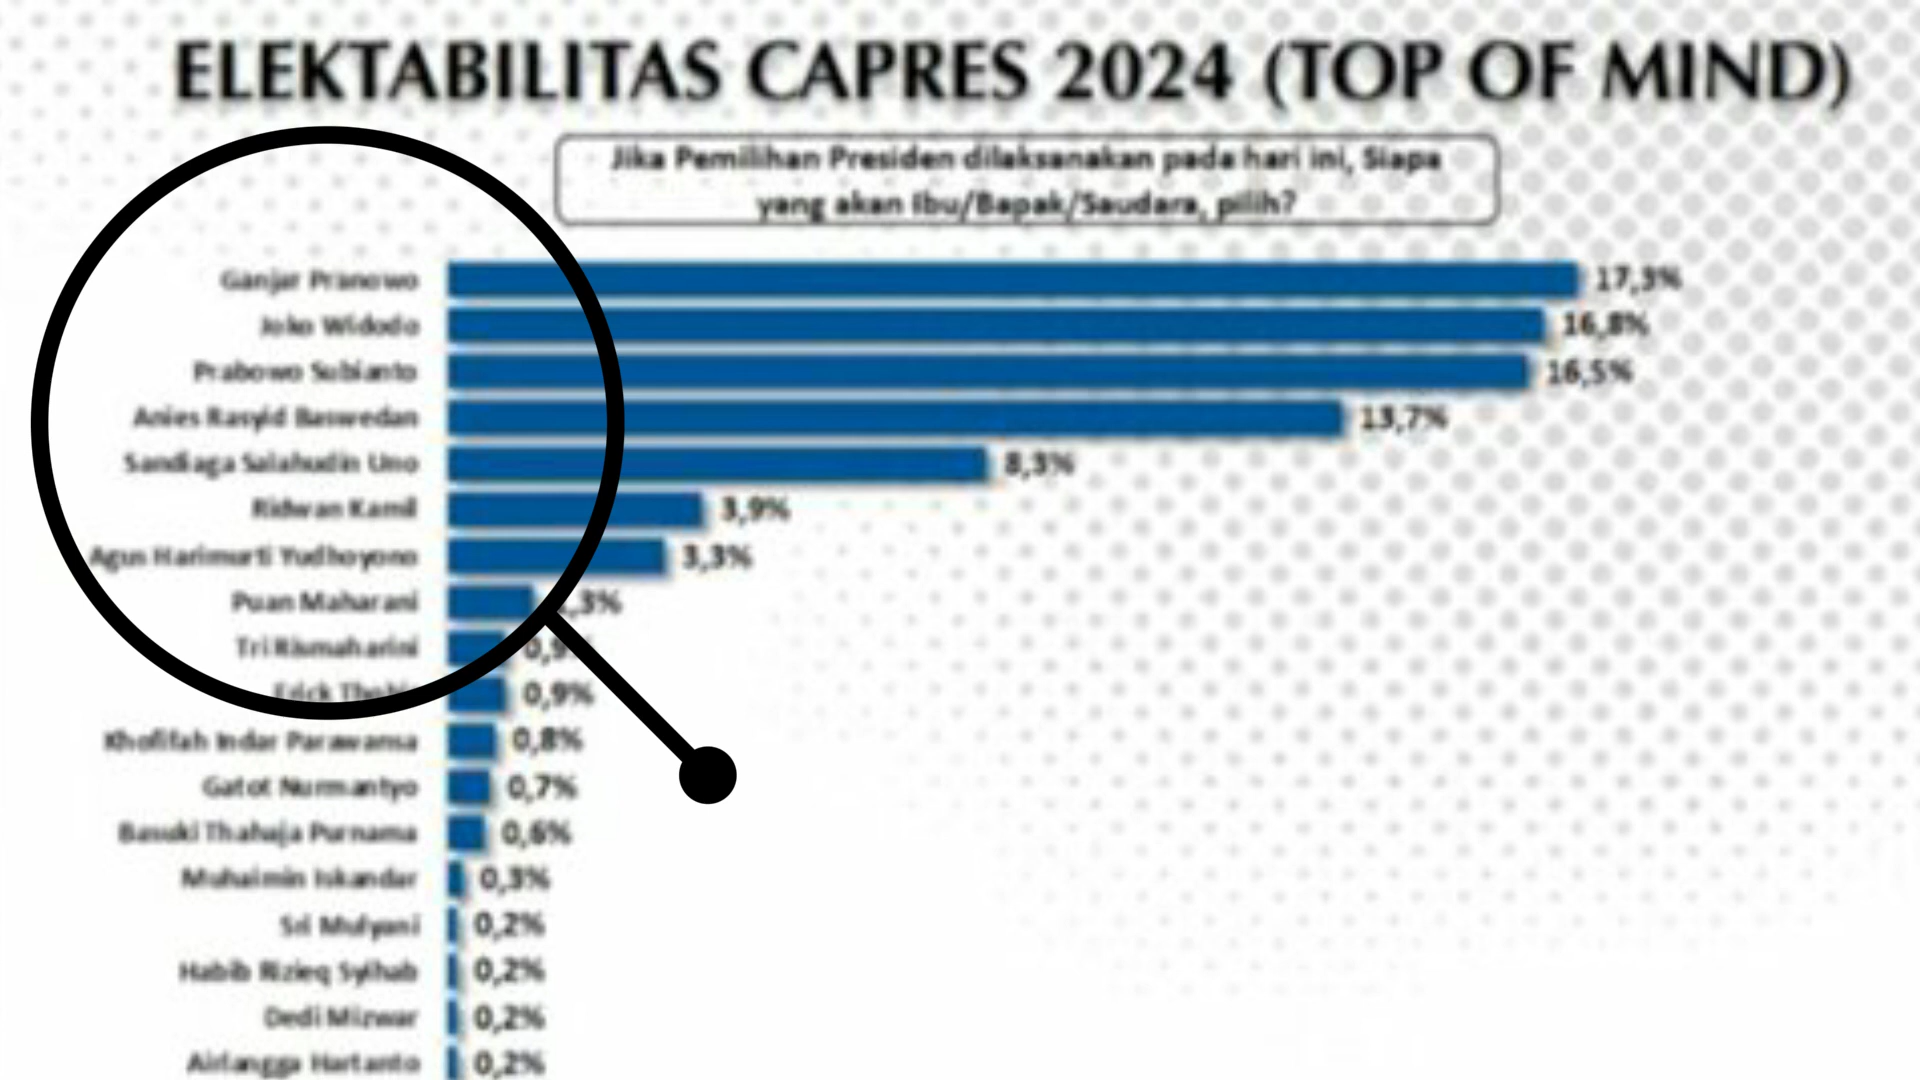 ELEKTABILITAS CAPRES 2024 (TOP OF MIND)
Jika Pemilihan Presiden dilaksanakan pada hari ini, Siapa
yang akan Ibu/Bapak/Saudara, pilih?
Ganjar Pranowo 17,3%
Joko Widodo 16,8%
Prabowo Subianto 16,5%
Anies Rasyid Baswedan 13,7%
Sandiaga Salahudin Uno 8,3%
Ridwan Kamil 3,9%
Agus Harimurti Yudhoyono 3,3%
Puan Maharani ,3%
Tri Rismaharini 0,9
Erick 0,9%
Khofifah Indar Parawansa 0,8%
Gatot Nurmantyo 0,7%
Basuki Thahaja Purnama 0,6%
Muhaimin Iskandar 0,3%
Sri Mulyani 0,2%
Habib Rizieq Syihab 0,2%
Dedi Mizwar 0,2%
Airlangga Hartanto 0,2%